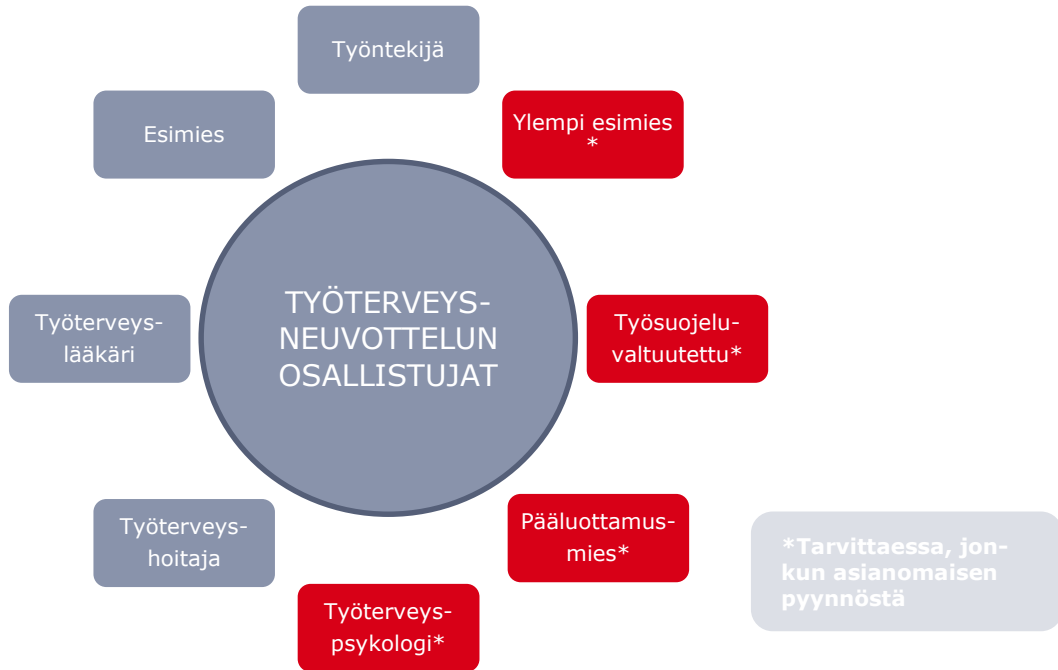 Työntekijä
Esimies
Ylempi esimies
*
TYÖTERVEYS-
NEUVOTTELUN
OSALLISTUJAT
Työterveys-
lääkäri
Työsuojelu-
valtuutettu*
Työterveys-
hoitaja
Pääluottamus-
mies*
Työterveys-
psykologi*
*Tarvittaessa, jon-
kun asianomaisen
pyynnöstä